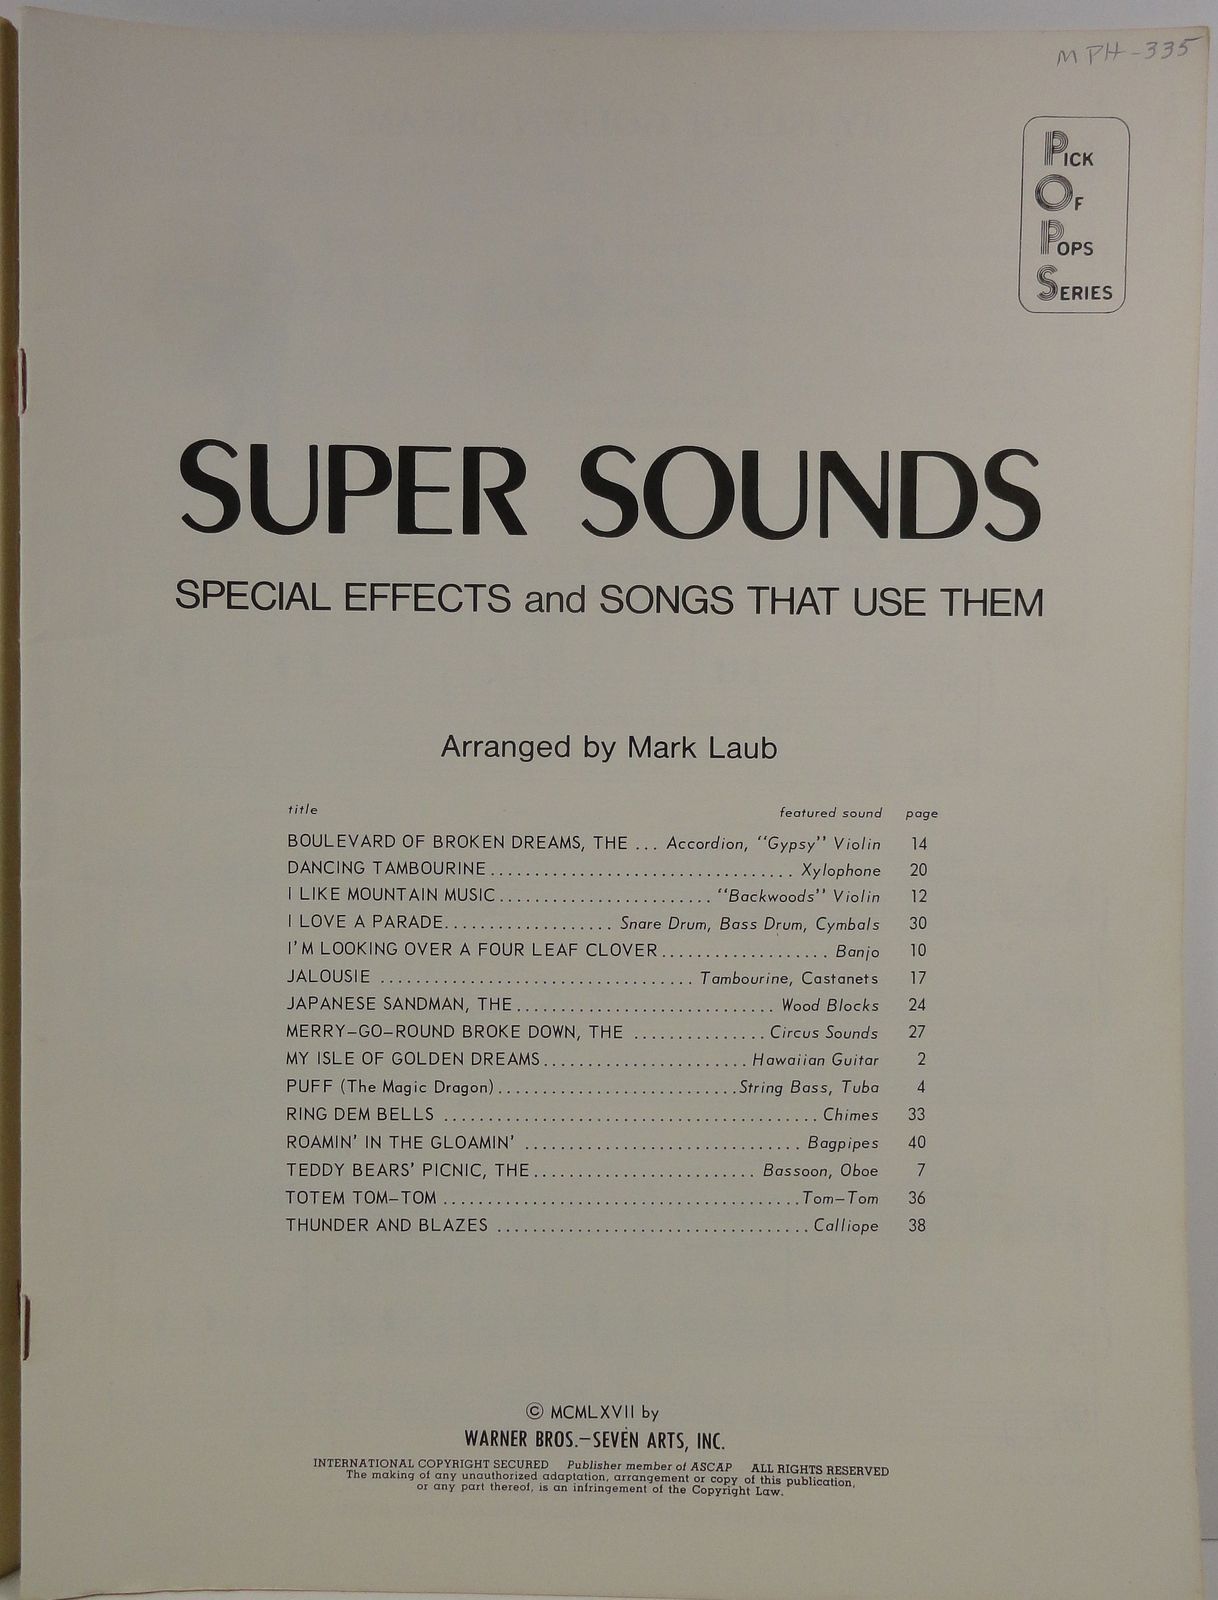 MPH-335
PICK
OF
POPS
SERIES
SUPER SOUNDS
SPECIAL EFFECTS and SONGS THAT USE THEM
Arranged by Mark Laub
title featured sound page
BOULEVARD OF BROKEN DREAMS, THE ... Accordion, "Gypsy" Violin 14
DANCING TAMBOURINE................................. Xylophone 20
I LIKE MOUNTAIN MUSIC....................... "Backwoods" Violin 12
I LOVE A PARADE................... Snare Drum, Bass Drum, Cymbals 30
I'M LOOKING OVER A FOUR LEAF CLOVER................... Banjo 10
JALOUSIE ................................... Tambourine, Castanets 17
JAPANESE SANDMAN, THE............................. Wood Blocks 24
MERRY-GO-ROUND BROKE DOWN, THE ............... Circus Sounds 27
MY ISLE OF GOLDEN DREAMS....................... Hawaiian Guitar 2
PUFF (The Magic Dragon)...........................String Bass, Tuba 4
RING DEM BELLS .......................................... Chimes 33
ROAMIN' IN THE GLOAMIN' ............................... Bagpipes 40
TEDDY BEARS' PICNIC, THE......................... Bassoon, Oboe 7
TOTEM TOM-TOM ........................................Tom-Tom 36
THUNDER AND BLAZES ................................... Calliope 38
© MCMLXVII by
WARNER BROS.-SEVEN ARTS, INC.
INTERNATIONAL COPYRIGHT SECURED Publisher member of ASCAP ALL RIGHTS RESERVED
The making of any unauthorized adaptation, arrangement or copy of this publication,
or any part thereof, is an infringement of the Copyright Law.